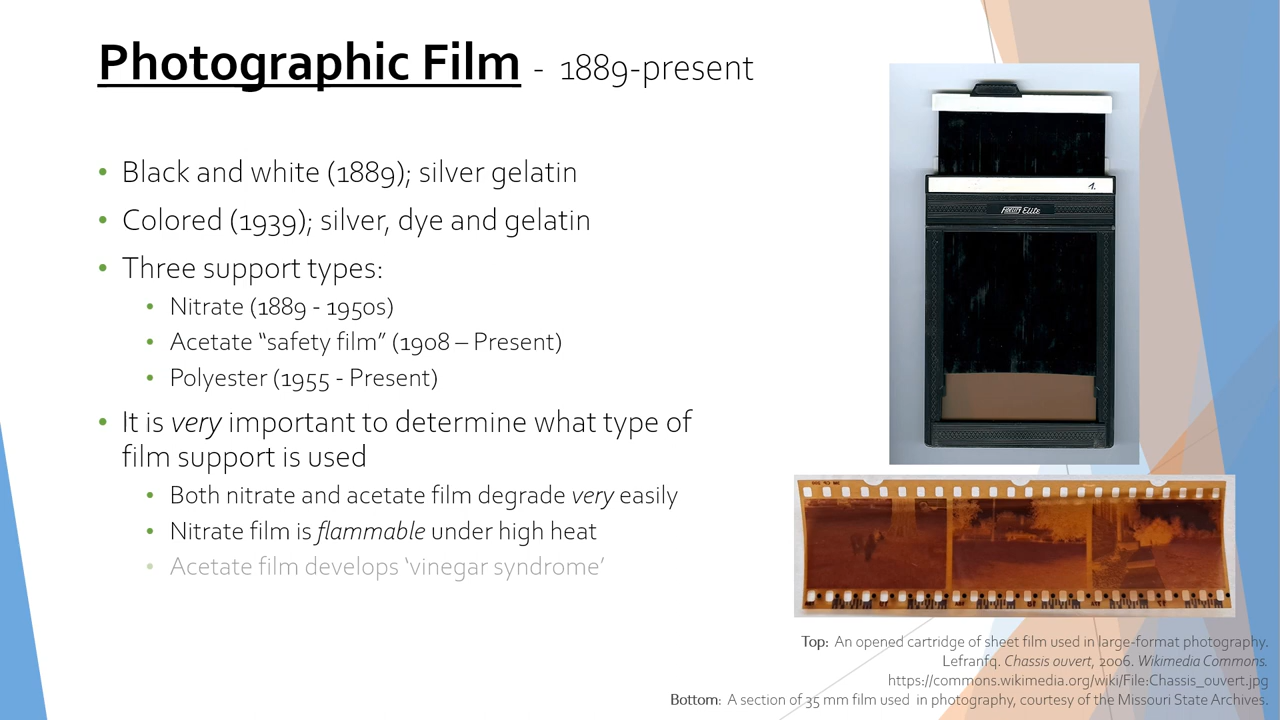 Photographic Film - 1889-present
• Black and white (1889); silver gelatin
• Colored (1939); silver, dye and gelatin
• Three support types:
• Nitrate (1889 - 1950s)
• Acetate “safety film” (1908 – Present)
• Polyester (1955 - Present)
• It is very important to determine what type of
film support is used
• Both nitrate and acetate film degrade very easily
• Nitrate film is flammable under high heat
• Acetate film develops ‘vinegar syndrome’
1.
Fidelity Elite
Top: An opened cartridge of sheet film used in large-format photography.
Lefranfq. Chassis ouvert, 2006. Wikimedia Commons.
https://commons.wikimedia.org/wiki/File:Chassis_ouvert.jpg
Bottom: A section of 35 mm film used in photography, courtesy of the Missouri State Archives.